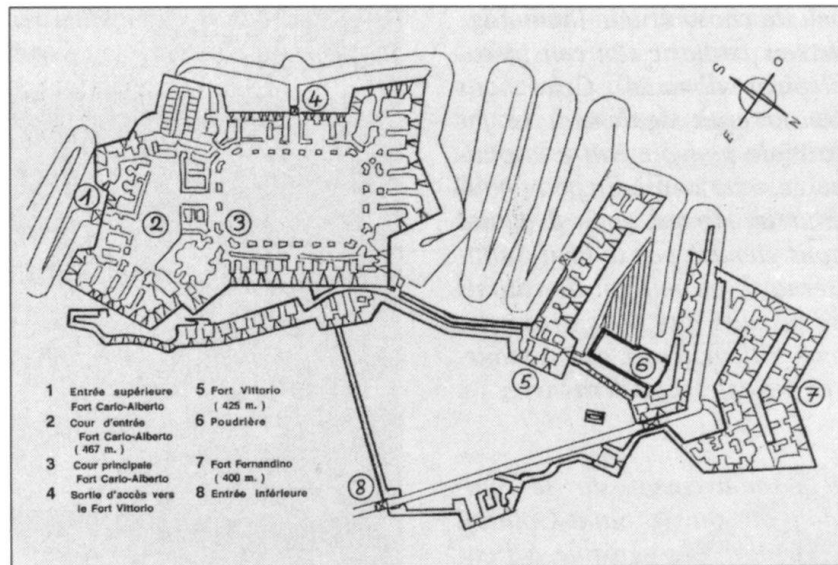 S
O
4
1
2
3
5
6
7
8
1 Entrée supérieure
Fort Carlo-Alberto
2 Cour d'entrée
Fort Carlo-Alberto
( 467 m. )
3 Cour principale
Fort Carlo-Alberto
4 Sortie d'accès vers
le Fort Vittorio
5 Fort Vittorio
( 425 m. )
6 Poudrière
7 Fort Fernandino
( 400 m. )
8 Entrée inférieure